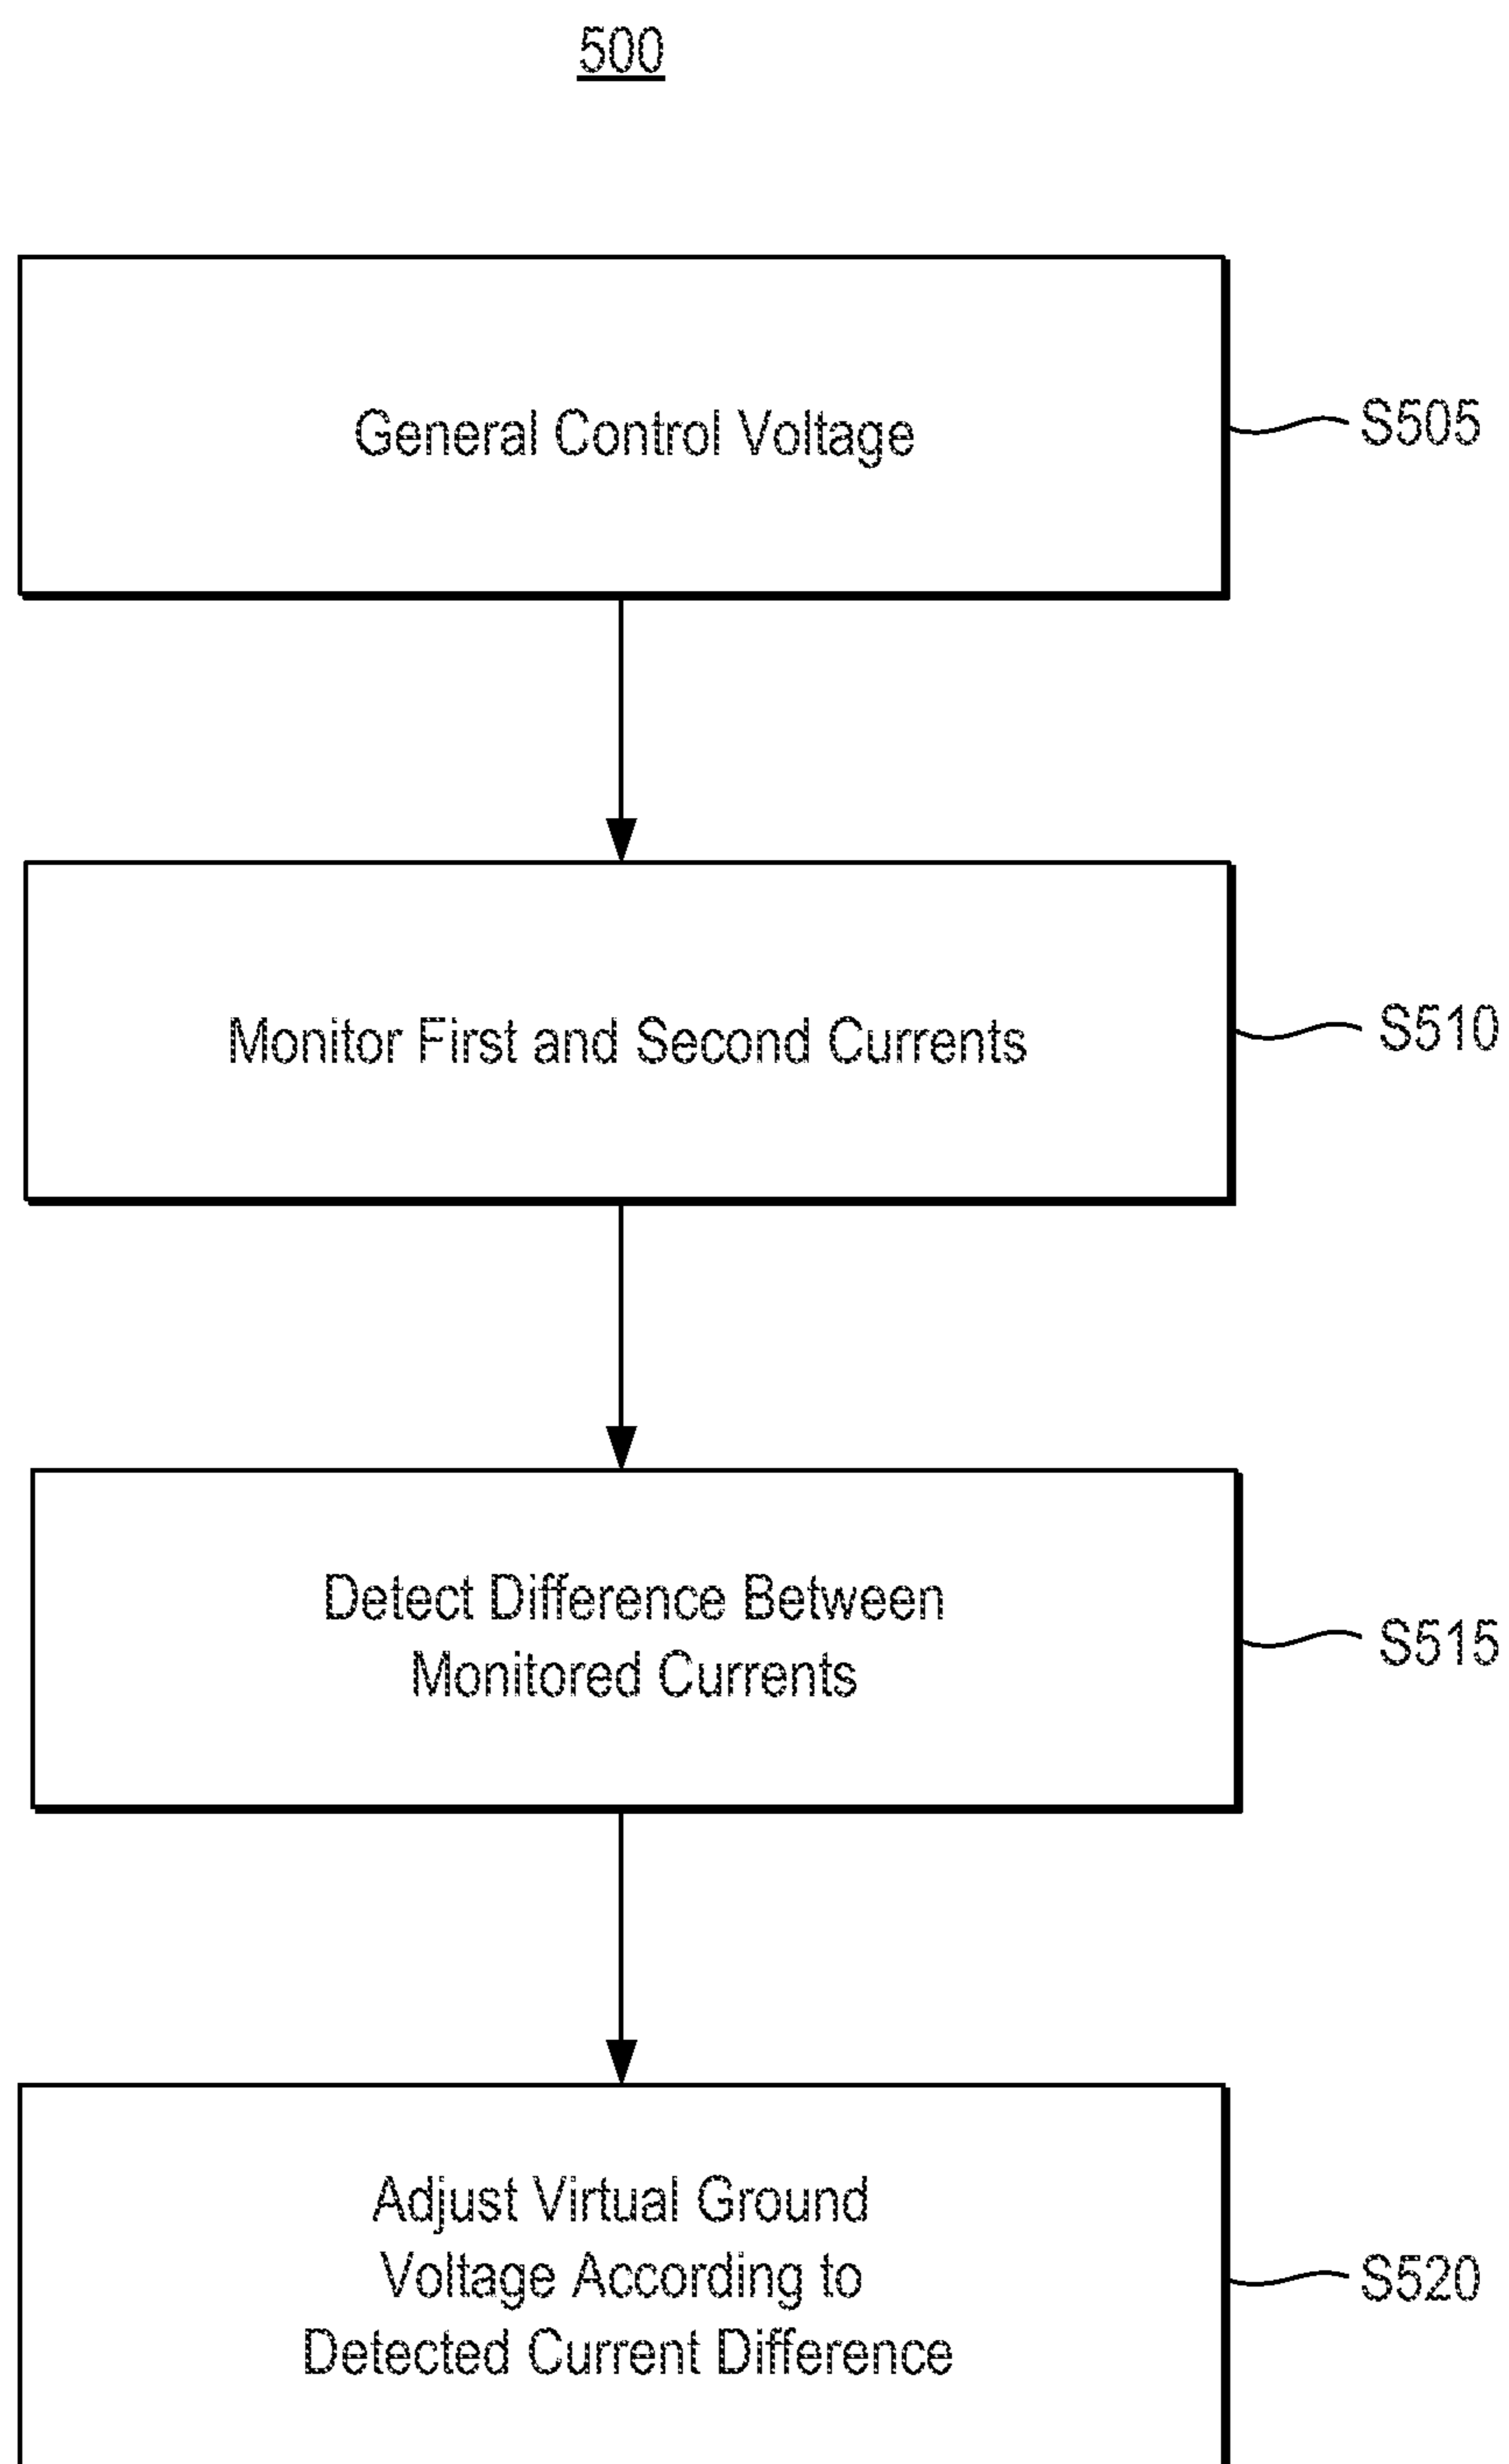 500
General Control Voltage
S505
Monitor First and Second Currents
S510
Detect Difference Between
Monitored Currents
S515
Adjust Virtual Ground
Voltage According to
Detected Current Difference
S520